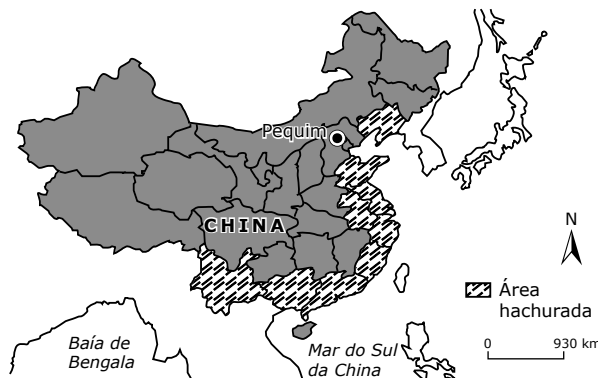 Pequim
CHINA
N
Área
hachurada
Baía de
Bengala
Mar do Sul
da China
0 930 km